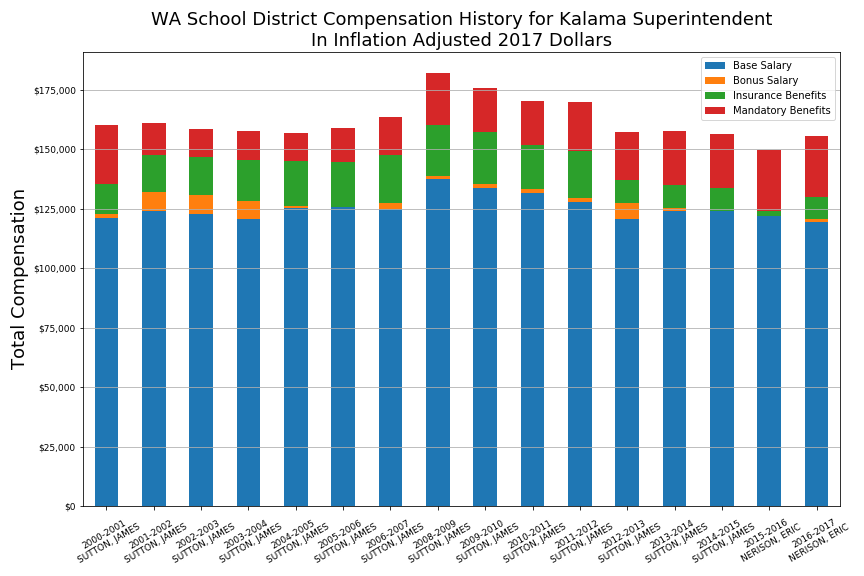 WA School District Compensation History for Kalama Superintendent
In Inflation Adjusted 2017 Dollars
Base Salary
Bonus Salary
Insurance Benefits
Mandatory Benefits
Total Compensation
$175,000
$150,000
$125,000
$100,000
$75,000
$50,000
$25,000
$0
2000-2001
SUTTON, JAMES
2001-2002
SUTTON, JAMES
2002-2003
SUTTON, JAMES
2003-2004
SUTTON, JAMES
2004-2005
SUTTON, JAMES
2005-2006
SUTTON, JAMES
2006-2007
SUTTON, JAMES
2008-2009
SUTTON, JAMES
2009-2010
SUTTON, JAMES
2010-2011
SUTTON, JAMES
2011-2012
SUTTON, JAMES
2012-2013
SUTTON, JAMES
2013-2014
SUTTON, JAMES
2014-2015
SUTTON, JAMES
2015-2016
NERISON, ERIC
2016-2017
NERISON, ERIC